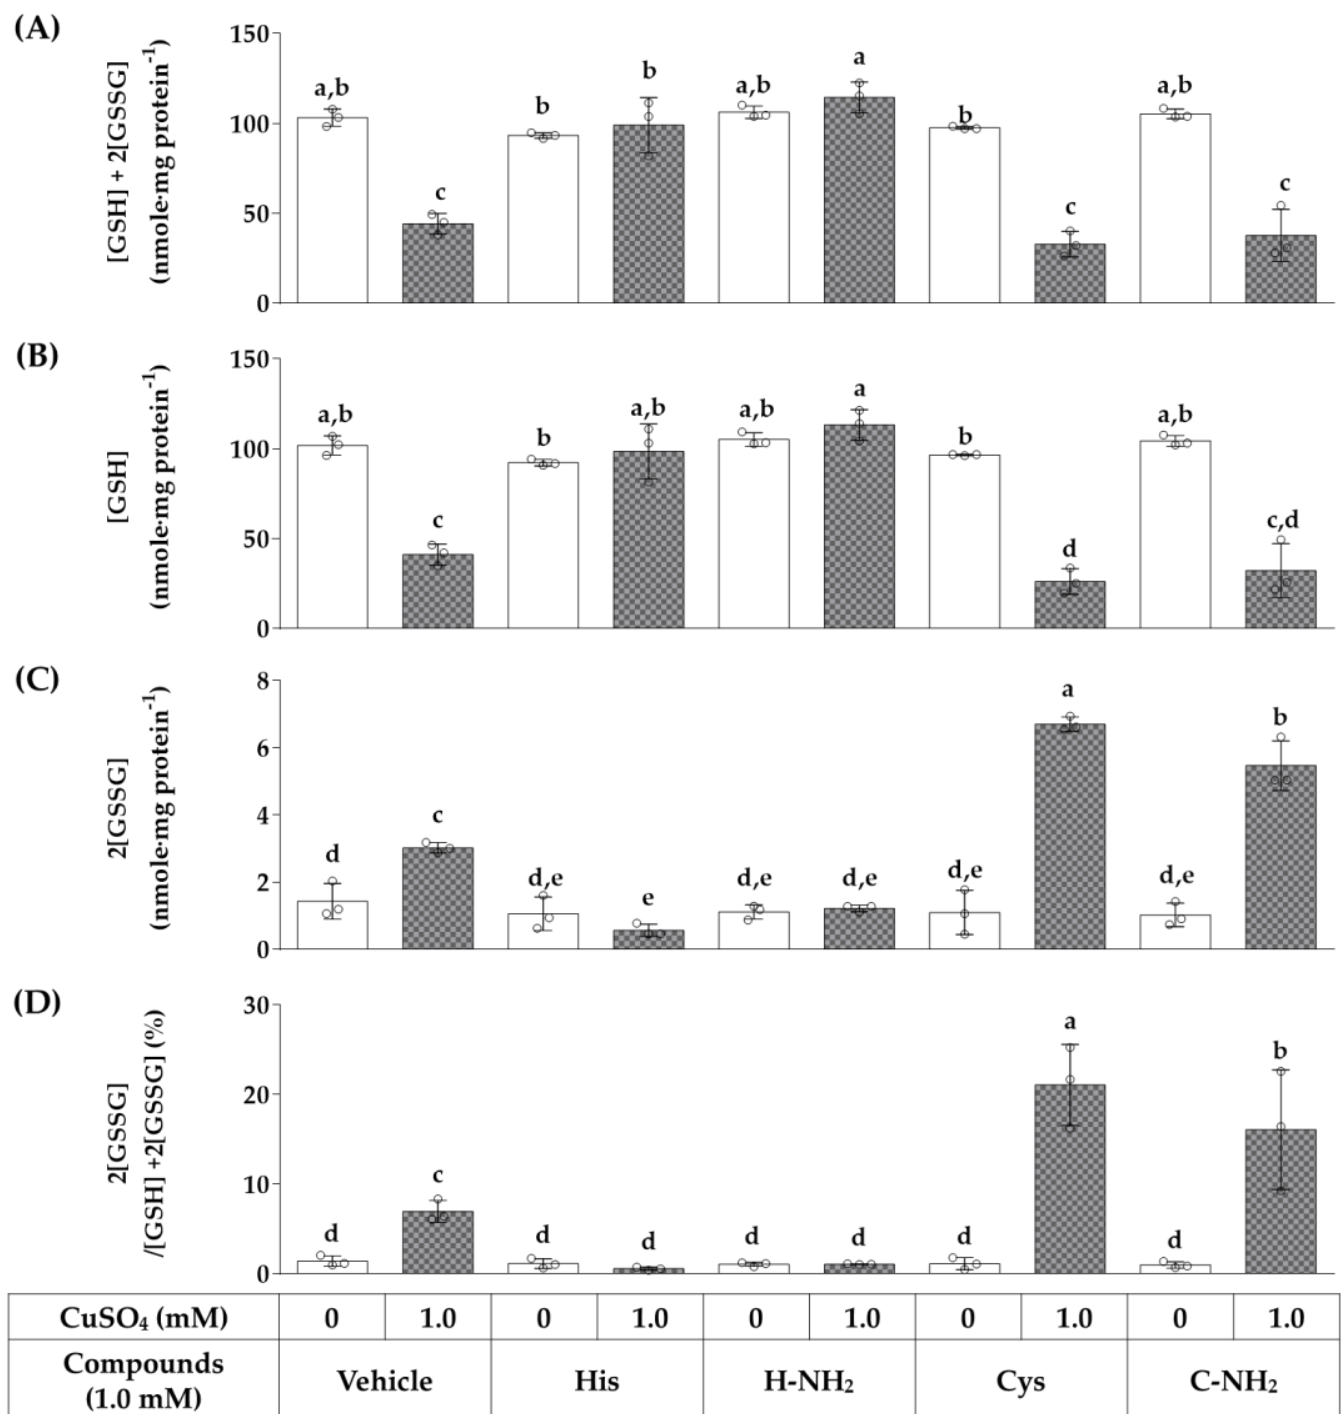 (A)
[GSH] + 2[GSSG]
(nmole·mg protein⁻¹)
150
100
50
0
a,b
c
b
b
a,b
a
b
c
a,b
c
(B)
[GSH]
(nmole·mg protein⁻¹)
150
100
50
0
a,b
c
b
a,b
a,b
a
b
d
a,b
c,d
(C)
2[GSSG]
(nmole·mg protein⁻¹)
8
6
4
2
0
d
c
d,e
e
d,e
d,e
d,e
a
d,e
b
(D)
2[GSSG]
/[GSH] +2[GSSG] (%)
30
20
10
0
d
c
d
d
d
d
d
a
d
b
CuSO₄ (mM) 0 1.0 0 1.0 0 1.0 0 1.0 0 1.0
Compounds
(1.0 mM)
Vehicle His H-NH₂ Cys C-NH₂